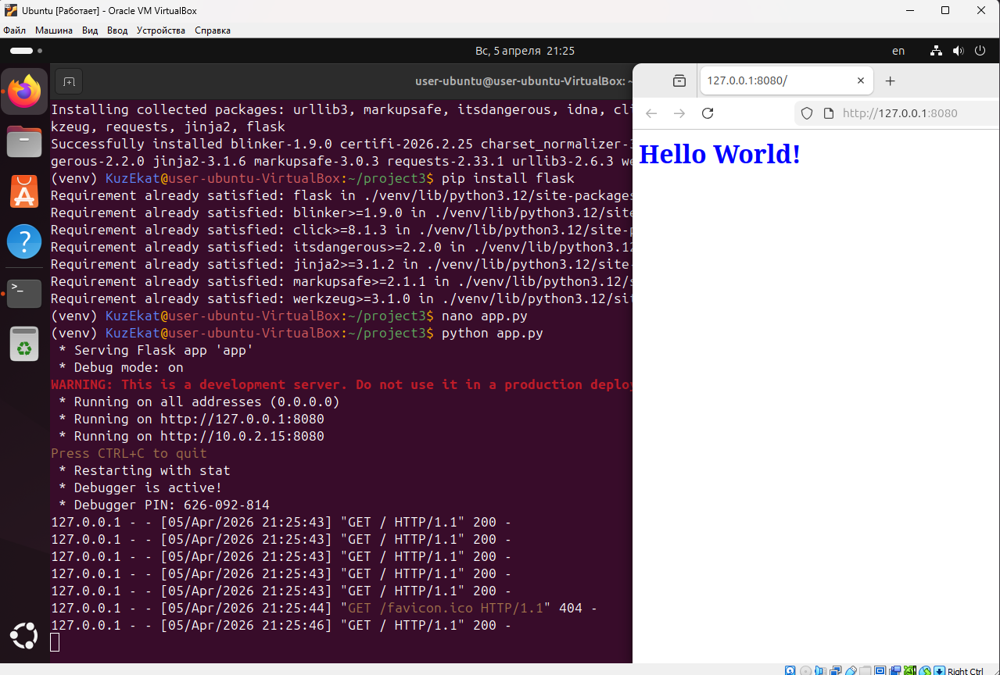 Ubuntu [Работает] - Oracle VM VirtualBox
Файл Машина Вид Ввод Устройства Справка
Вс, 5 апреля 21:25
en
user-ubuntu@user-ubuntu-VirtualBox: ~
127.0.0.1:8080/
http://127.0.0.1:8080
Hello World!
Installing collected packages: urllib3, markupsafe, itsdangerous, idna, cli
kzeug, requests, jinja2, flask
Successfully installed blinker-1.9.0 certifi-2026.2.25 charset_normalizer-3
gerous-2.2.0 jinja2-3.1.6 markupsafe-3.0.3 requests-2.33.1 urllib3-2.6.3 we
(venv) KuzEkat@user-ubuntu-VirtualBox:~/project3$ pip install flask
Requirement already satisfied: flask in ./venv/lib/python3.12/site-packages
Requirement already satisfied: blinker>=1.9.0 in ./venv/lib/python3.12/site
Requirement already satisfied: click>=8.1.3 in ./venv/lib/python3.12/site-p
Requirement already satisfied: itsdangerous>=2.2.0 in ./venv/lib/python3.12
Requirement already satisfied: jinja2>=3.1.2 in ./venv/lib/python3.12/site-
Requirement already satisfied: markupsafe>=2.1.1 in ./venv/lib/python3.12/s
Requirement already satisfied: werkzeug>=3.1.0 in ./venv/lib/python3.12/sit
(venv) KuzEkat@user-ubuntu-VirtualBox:~/project3$ nano app.py
(venv) KuzEkat@user-ubuntu-VirtualBox:~/project3$ python app.py
* Serving Flask app 'app'
* Debug mode: on
WARNING: This is a development server. Do not use it in a production deploy
* Running on all addresses (0.0.0.0)
* Running on http://127.0.0.1:8080
* Running on http://10.0.2.15:8080
Press CTRL+C to quit
* Restarting with stat
* Debugger is active!
* Debugger PIN: 626-092-814
127.0.0.1 - - [05/Apr/2026 21:25:43] "GET / HTTP/1.1" 200 -
127.0.0.1 - - [05/Apr/2026 21:25:43] "GET / HTTP/1.1" 200 -
127.0.0.1 - - [05/Apr/2026 21:25:43] "GET / HTTP/1.1" 200 -
127.0.0.1 - - [05/Apr/2026 21:25:43] "GET / HTTP/1.1" 200 -
127.0.0.1 - - [05/Apr/2026 21:25:43] "GET / HTTP/1.1" 200 -
127.0.0.1 - - [05/Apr/2026 21:25:44] "GET /favicon.ico HTTP/1.1" 404 -
127.0.0.1 - - [05/Apr/2026 21:25:46] "GET / HTTP/1.1" 200 -
Right Ctrl